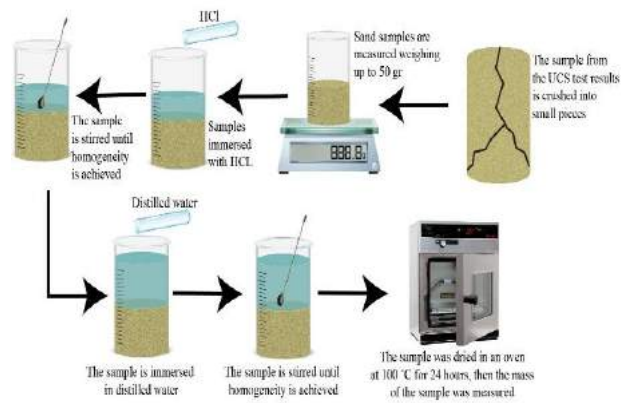 The sample from
the UCS test results
is crushed into
small pieces
Sand samples are
measured weighing
up to 50 gr
888.8
HCl
Samples
immersed
with HCL
The sample
is stirred until
homogeneity
is achieved
Distilled water
The sample is immersed
in distilled water
The sample is stirred until
homogeneity is achieved
The sample was dried in an oven
at 100 °C for 24 hours, then the mass
of the sample was measured